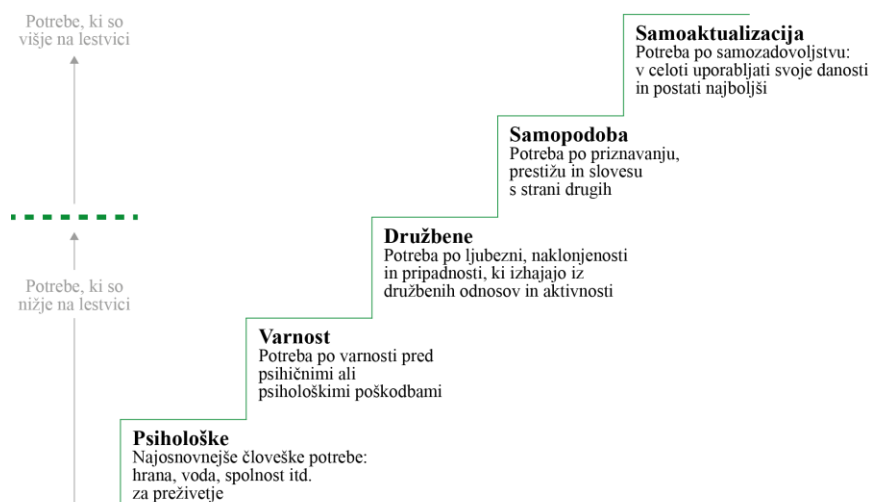 Potrebe, ki so
višje na lestvici
Samoaktualizacija
Potreba po samozadovoljstvu:
v celoti uporabljati svoje danosti
in postati najboljši
Samopodoba
Potreba po priznavanju,
prestižu in slovesu
s strani drugih
Družbene
Potreba po ljubezni, naklonjenosti
in pripadnosti, ki izhajajo iz
družbenih odnosov in aktivnosti
Potrebe, ki so
nižje na lestvici
Varnost
Potreba po varnosti pred
psihičnimi ali
psihološkimi poškodbami
Psihološke
Najosnovnejše človeške potrebe:
hrana, voda, spolnost itd.
za preživetje